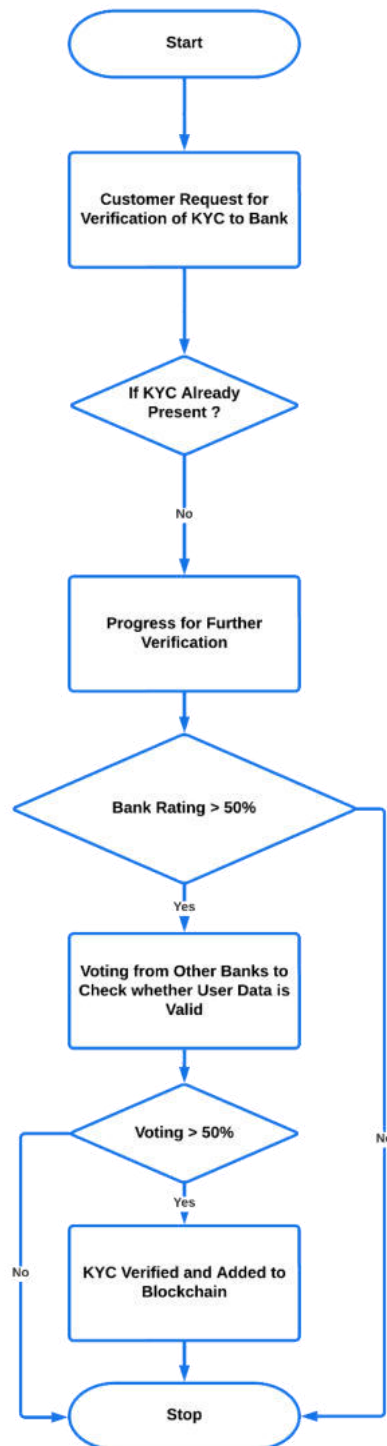 Start
Customer Request for
Verification of KYC to Bank
If KYC Already
Present ?
No
Progress for Further
Verification
Bank Rating > 50%
Yes
Voting from Other Banks to
Check whether User Data is
Valid
Voting > 50%
No
Yes
No
KYC Verified and Added to
Blockchain
Stop